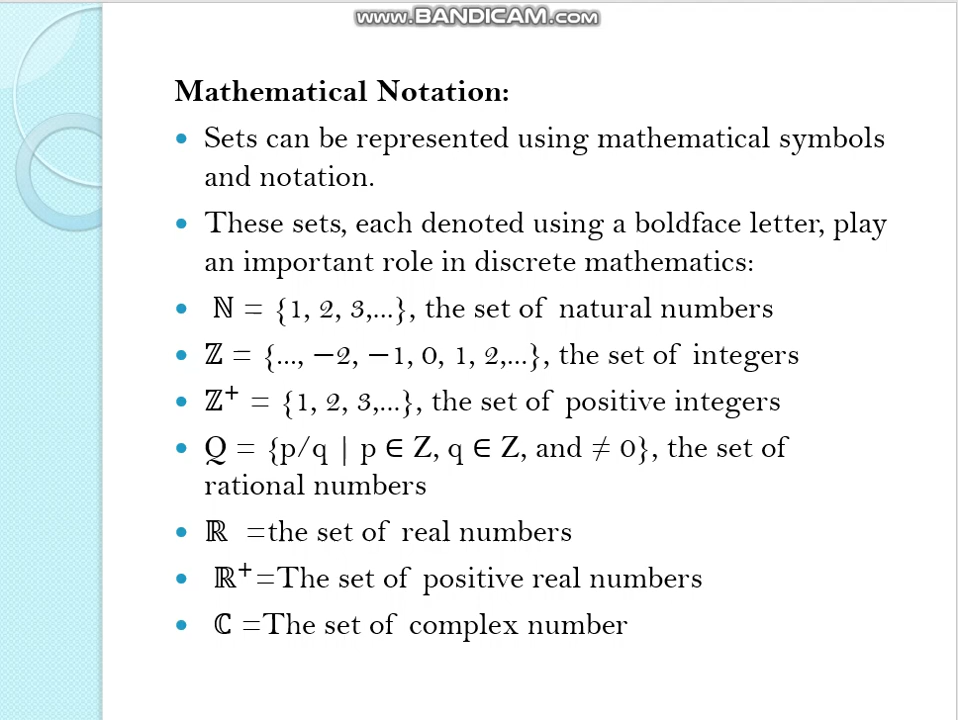 www.BANDICAM.com
Mathematical Notation:
• Sets can be represented using mathematical symbols
and notation.
• These sets, each denoted using a boldface letter, play
an important role in discrete mathematics:
• ℕ = {1, 2, 3,...}, the set of natural numbers
• ℤ = {..., −2, −1, 0, 1, 2,...}, the set of integers
• ℤ⁺ = {1, 2, 3,...}, the set of positive integers
• Q = {p/q | p ∈ Z, q ∈ Z, and ≠ 0}, the set of
rational numbers
• ℝ =the set of real numbers
• ℝ⁺=The set of positive real numbers
• ℂ =The set of complex number